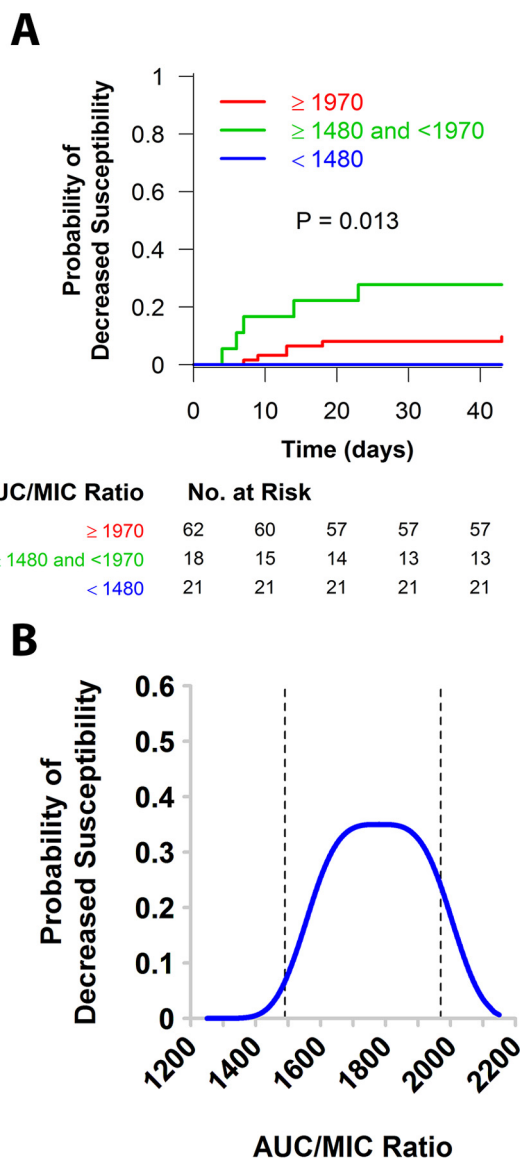 A
Probability of
Decreased Susceptibility
1
0.8
0.6
0.4
0.2
0
≥ 1970
≥ 1480 and <1970
< 1480
P = 0.013
0 10 20 30 40
Time (days)
UC/MIC Ratio No. at Risk
≥ 1970 62 60 57 57 57
1480 and <1970 18 15 14 13 13
< 1480 21 21 21 21 21
B
Probability of
Decreased Susceptibility
0.6
0.5
0.4
0.3
0.2
0.1
0
1200 1400 1600 1800 2000 2200
AUC/MIC Ratio